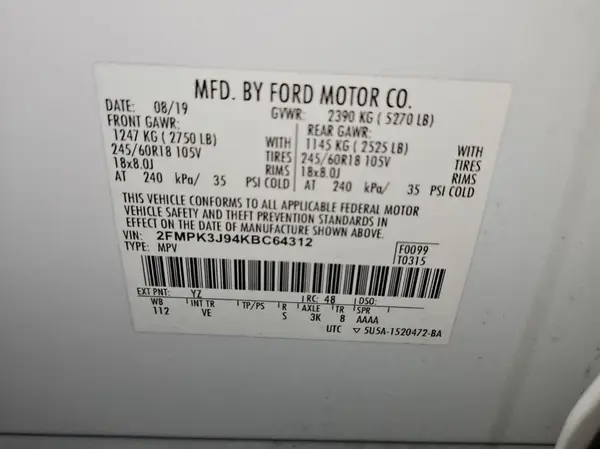 MFD. BY FORD MOTOR CO.
DATE: 08/19 GVWR: 2390 KG ( 5270 LB)
FRONT GAWR: REAR GAWR:
1247 KG ( 2750 LB) WITH 1145 KG ( 2525 LB) WITH
245/60R18 105V TIRES 245/60R18 105V TIRES
18x8.0J RIMS 18x8.0J RIMS
AT 240 kPa/ 35 PSI COLD AT 240 kPa/ 35 PSI COLD
THIS VEHICLE CONFORMS TO ALL APPLICABLE FEDERAL MOTOR
VEHICLE SAFETY AND THEFT PREVENTION STANDARDS IN
EFFECT ON THE DATE OF MANUFACTURE SHOWN ABOVE.
VIN: 2FMPK3J94KBC64312 F0099
TYPE: MPV T0315
EXT PNT: YZ RC: 48 DSO:
WB INT TR TP/PS R AXLE TR SPR
112 VE S 3K 8 AAAA
UTC 5U5A-1520472-BA